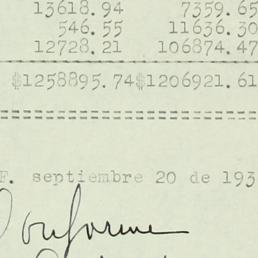 13618.94 7359.65
546.55 11636.30
12728.21 106874.47
$1258895.74$1206921.61
F. septiembre 20 de 193
Conforme